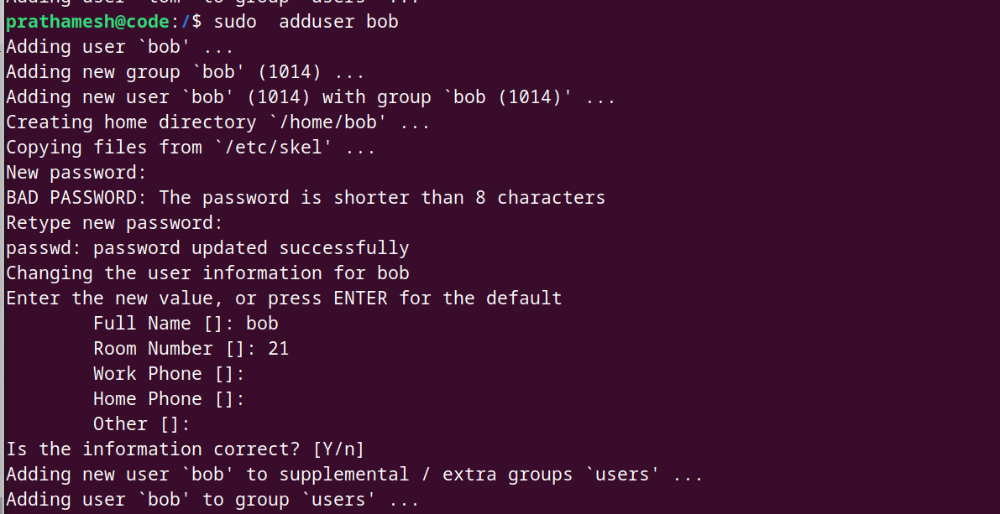 prathamesh@code:/$ sudo  adduser bob
Adding user `bob' ...
Adding new group `bob' (1014) ...
Adding new user `bob' (1014) with group `bob (1014)' ...
Creating home directory `/home/bob' ...
Copying files from `/etc/skel' ...
New password:
BAD PASSWORD: The password is shorter than 8 characters
Retype new password:
passwd: password updated successfully
Changing the user information for bob
Enter the new value, or press ENTER for the default
        Full Name []: bob
        Room Number []: 21
        Work Phone []:
        Home Phone []:
        Other []:
Is the information correct? [Y/n]
Adding new user `bob' to supplemental / extra groups `users' ...
Adding user `bob' to group `users' ...